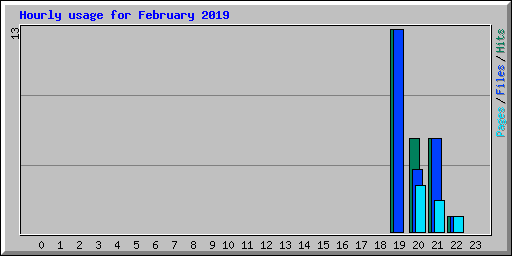 Hourly usage for February 2019
13
Pages/Files/Hits
0 1 2 3 4 5 6 7 8 9 10 11 12 13 14 15 16 17 18 19 20 21 22 23